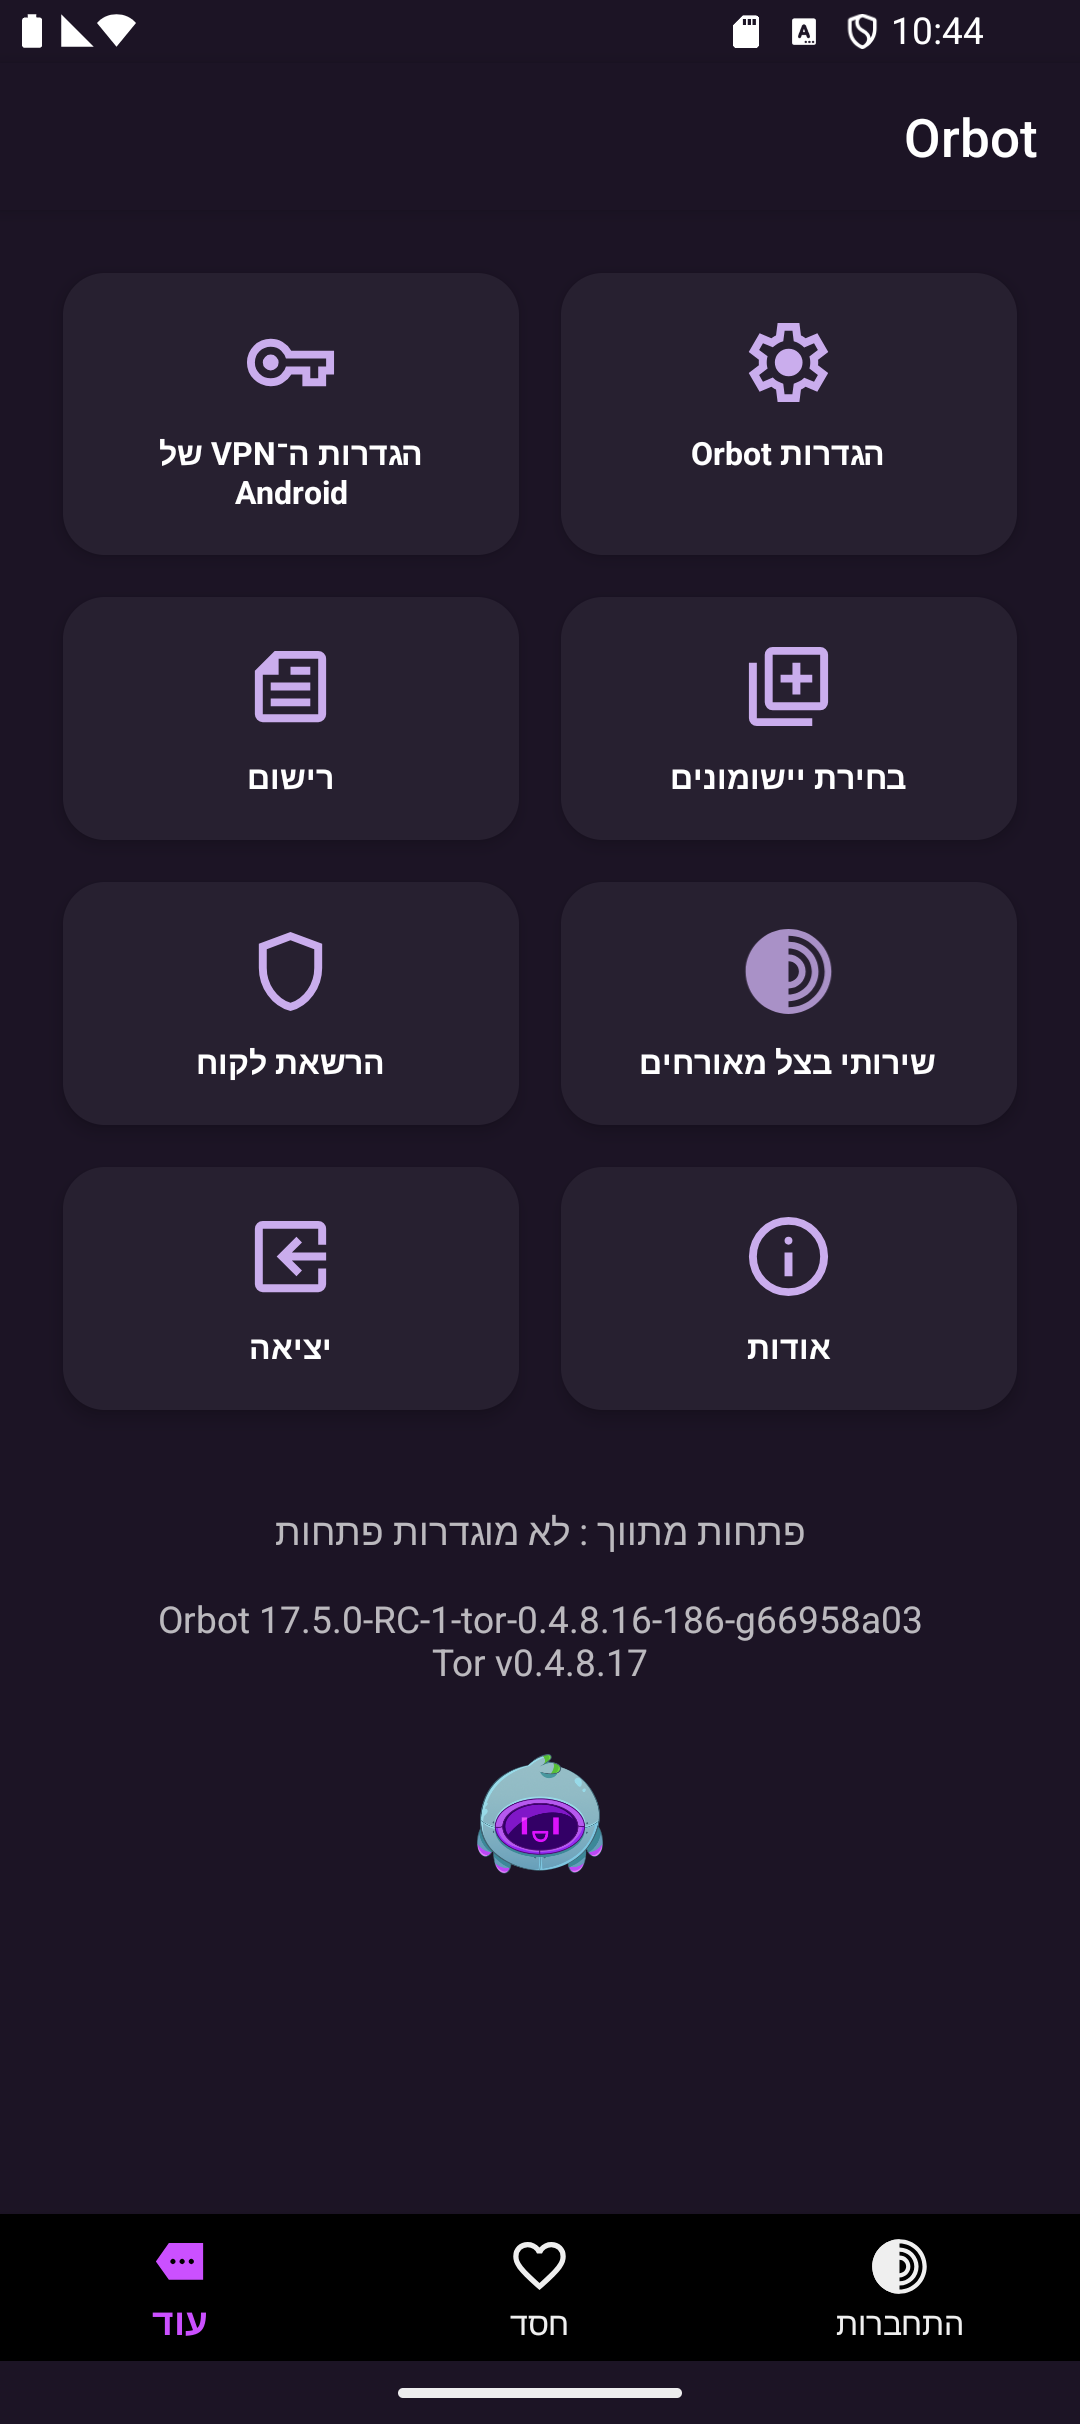 10:44
Orbot
הגדרות Orbot
הגדרות ה־VPN של
Android
בחירת יישומונים
רישום
שירותי בצל מאורחים
הרשאת לקוח
אודות
יציאה
פתחות מתווך : לא מוגדרות פתחות
Orbot 17.5.0-RC-1-tor-0.4.8.16-186-g66958a03
Tor v0.4.8.17
התחברות
חסד
עוד